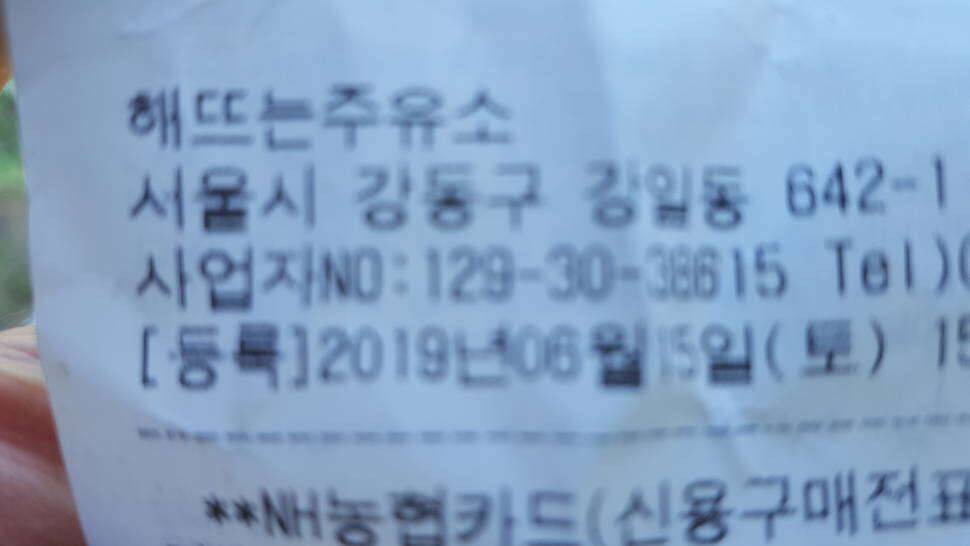 해뜨는주유소
서울시 강동구 강일동 642-1
사업자NO:129-30-38615 Tel)
[등록]2019년06월15일(토) 15
**NH농협카드(신용구매전표